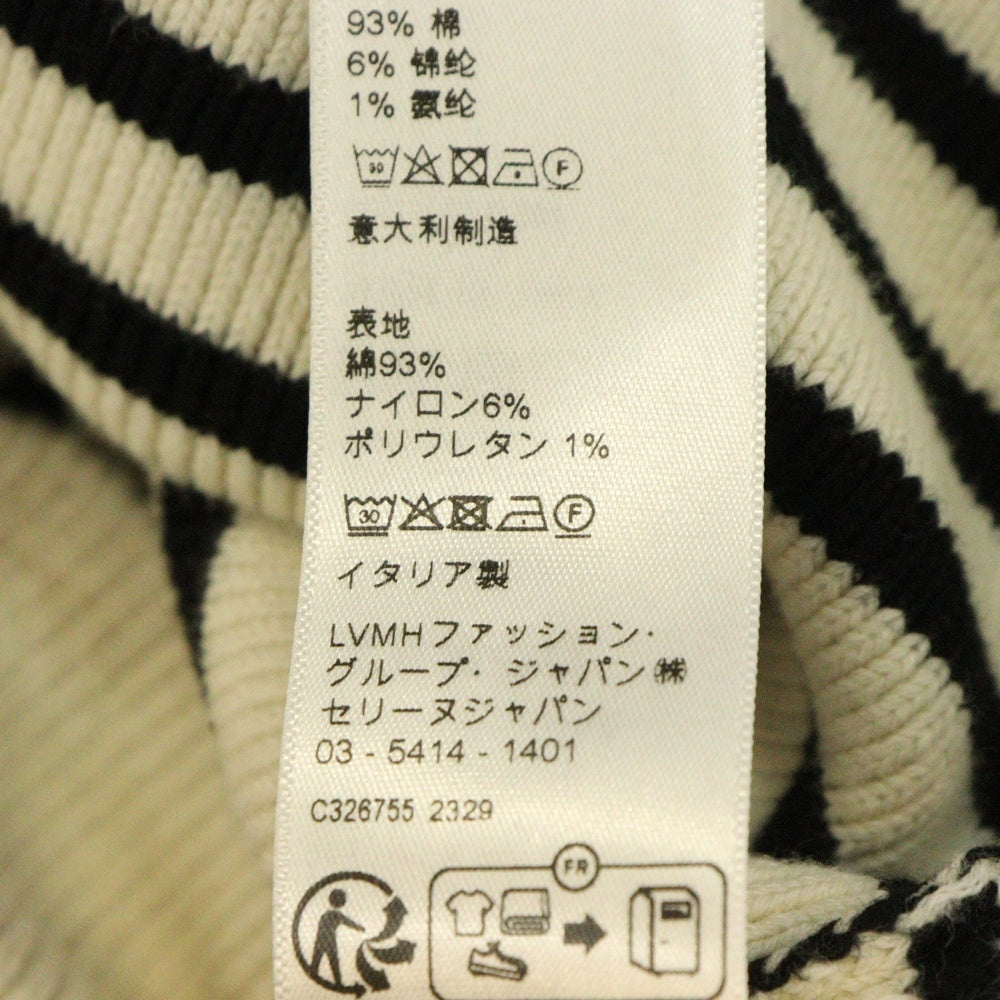 93% 棉
6% 锦纶
1% 氨纶
30 F
意大利制造
表地
綿93%
ナイロン6%
ポリウレタン 1%
30 F
イタリア製
LVMHファッション・
グループ・ジャパン㈱
セリーヌジャパン
03 - 5414 - 1401
C326755 2329
FR